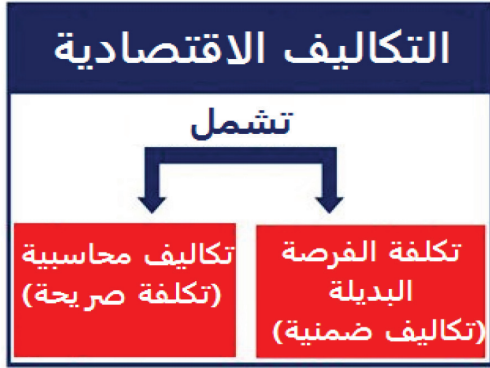 التكاليف الاقتصادية
تشمل
تكلفة الفرصة
البديلة
(تكاليف ضمنية)
تكاليف محاسبية
(تكلفة صريحة)